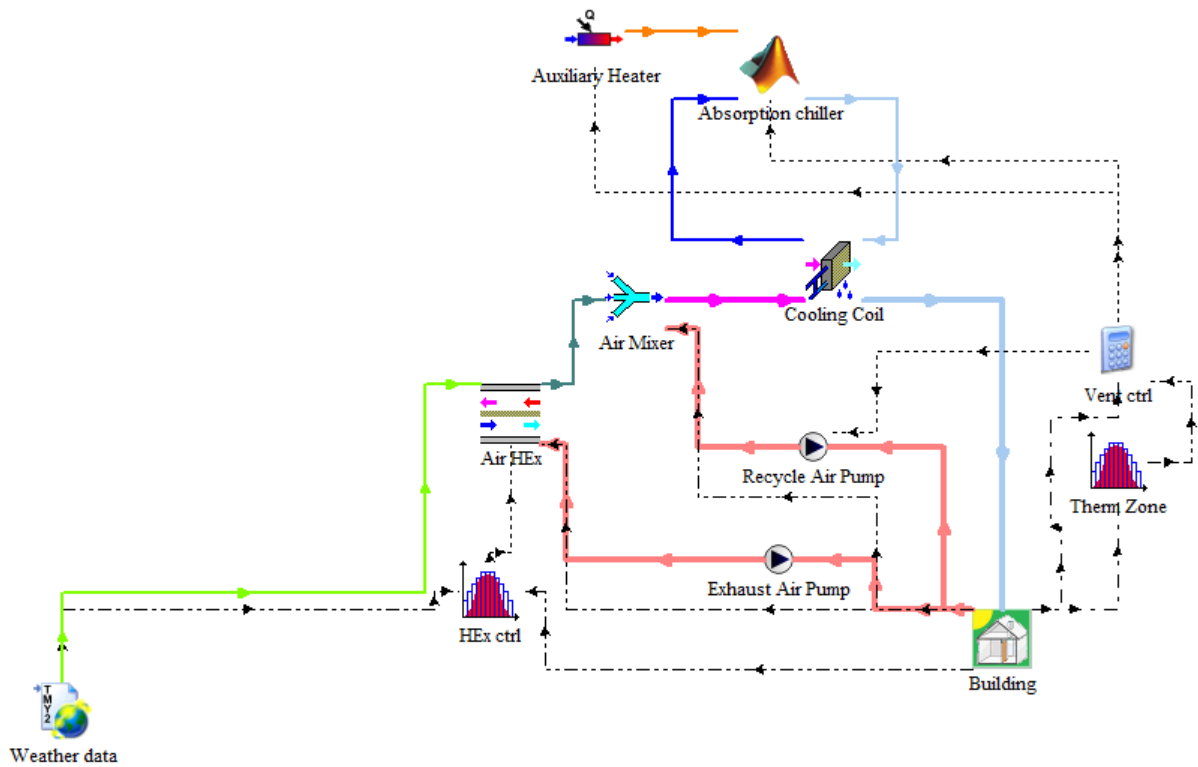 Q
Auxiliary Heater
Absorption chiller
Cooling Coil
Air Mixer
Vent ctrl
Air HEx
Recycle Air Pump
Therm Zone
Exhaust Air Pump
HEx ctrl
Building
TMY2
Weather data